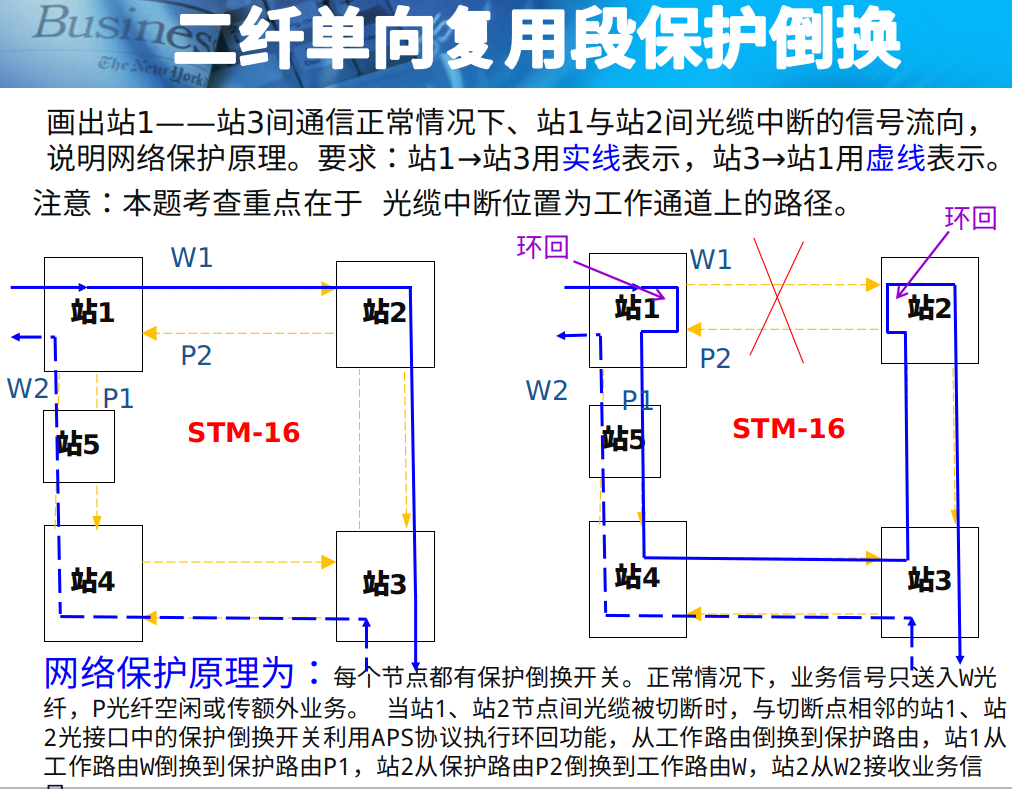 Business
The New York
二纤单向复用段保护倒换
画出站1——站3间通信正常情况下、站1与站2间光缆中断的信号流向，
说明网络保护原理。要求：站1→站3用实线表示，站3→站1用虚线表示。
注意：本题考查重点在于 光缆中断位置为工作通道上的路径。
环回
环回
W1
W1
站1
站2
站1
站2
P2
P2
W2
P1
W2
P1
站5
STM-16
站5
STM-16
站4
站3
站4
站3
网络保护原理为：每个节点都有保护倒换开关。正常情况下，业务信号只送入W光
纤，P光纤空闲或传额外业务。 当站1、站2节点间光缆被切断时，与切断点相邻的站1、站
2光接口中的保护倒换开关利用APS协议执行环回功能，从工作路由倒换到保护路由，站1从
工作路由W倒换到保护路由P1，站2从保护路由P2倒换到工作路由W，站2从W2接收业务信